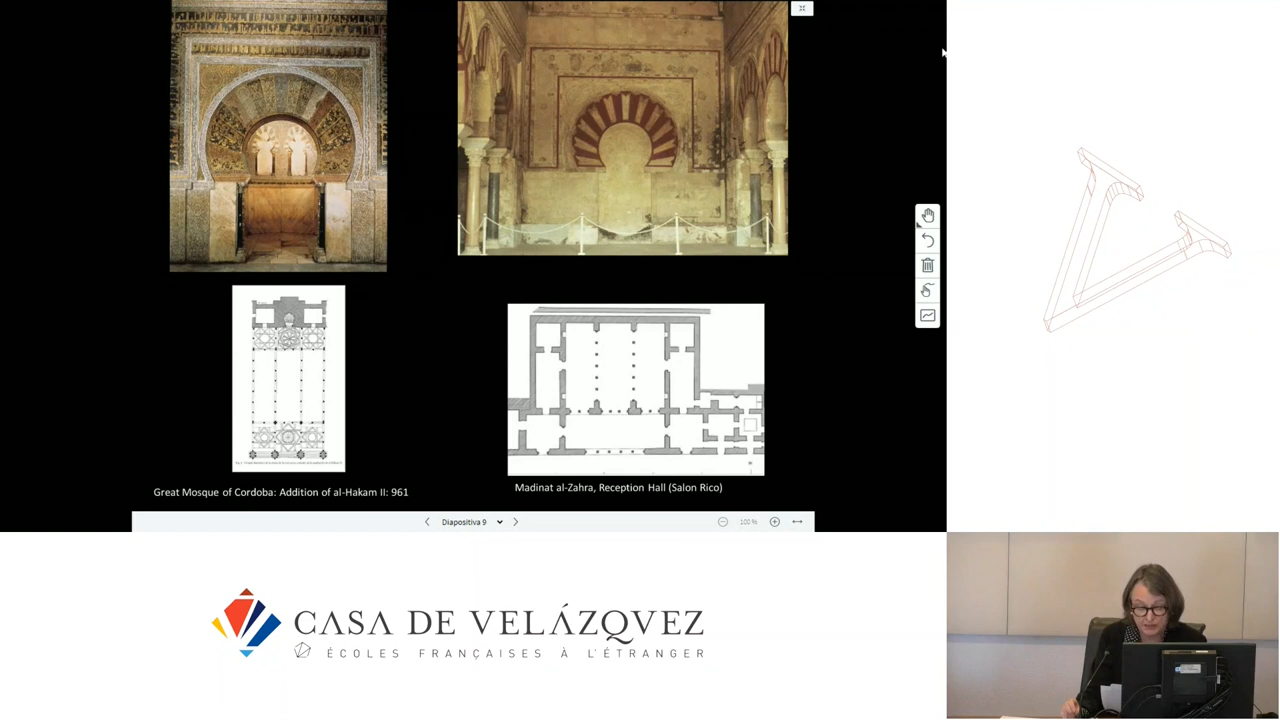 Great Mosque of Cordoba: Addition of al-Hakam II: 961
Madinat al-Zahra, Reception Hall (Salon Rico)
Diapositiva 9
100 %
CASA DE VELÁZQVEZ
ÉCOLES FRANÇAISES À L'ÉTRANGER